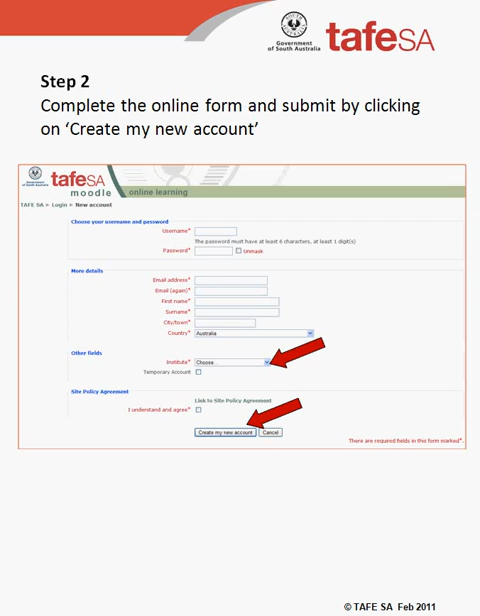 Government
of South Australia
tafeSA
Step 2
Complete the online form and submit by clicking
on ‘Create my new account’
Government
of South Australia
tafeSA
moodle
online learning
TAFE SA ► Login ► New account
Choose your username and password
Username*
The password must have at least 6 characters, at least 1 digit(s)
Password* Unmask
More details
Email address*
Email (again)*
First name*
Surname*
City/town*
Country* Australia
Other fields
Institute* Choose...
Temporary Account
Site Policy Agreement
Link to Site Policy Agreement
I understand and agree*
Create my new account Cancel
There are required fields in this form marked*.
© TAFE SA Feb 2011